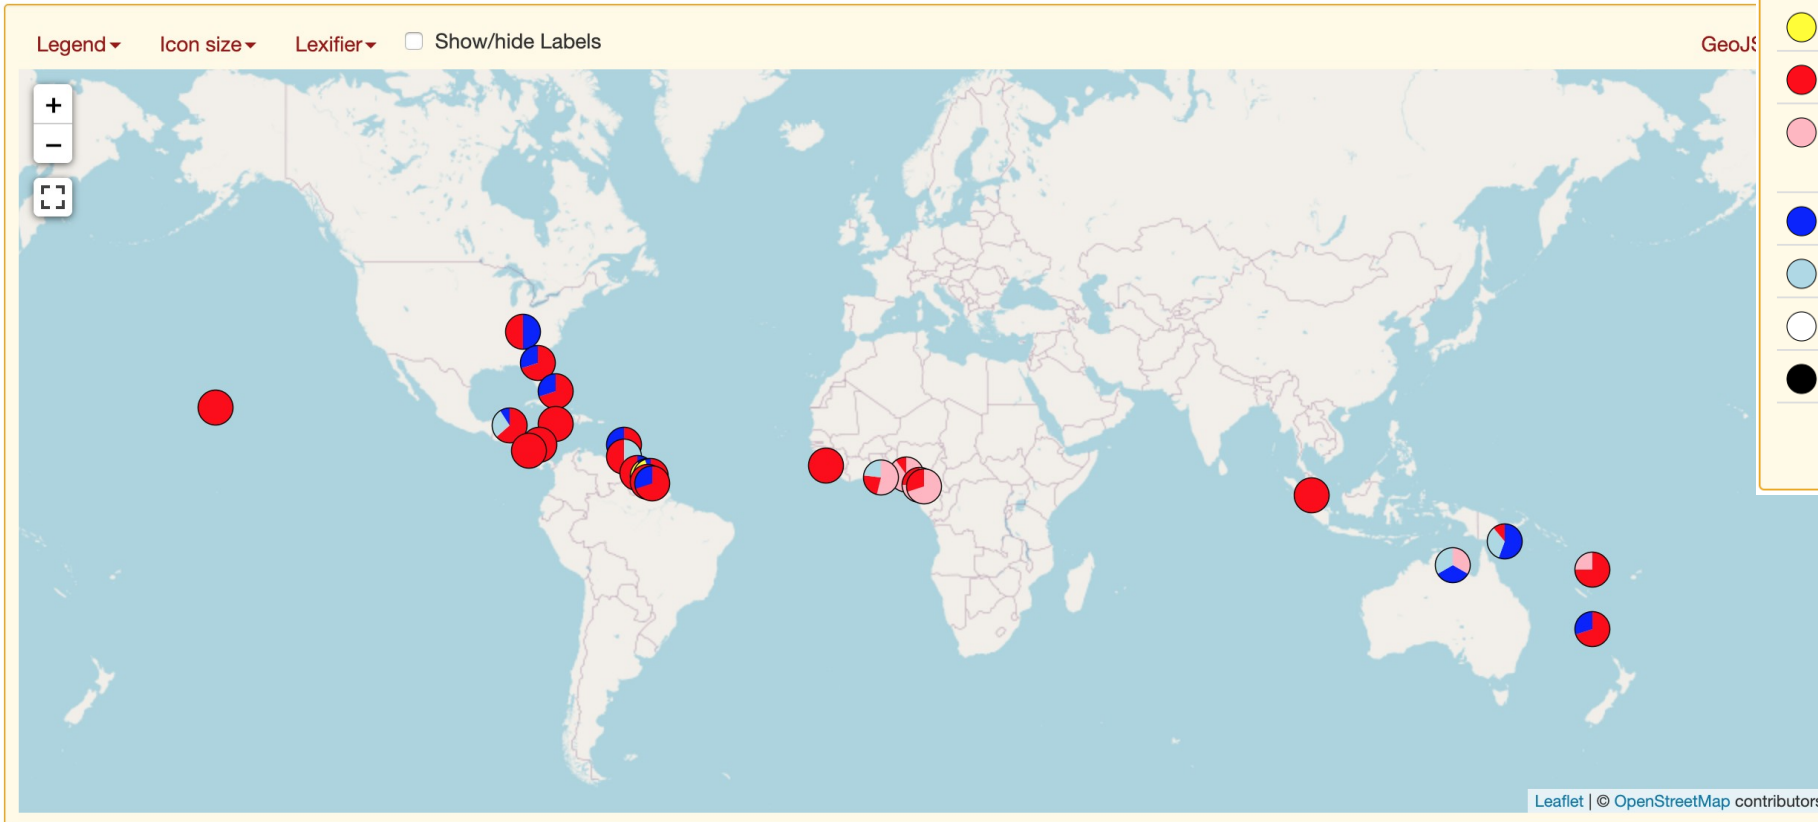 Legend Icon size Lexifier Show/hide Labels GeoJS
+
−
Leaflet | © OpenStreetMap contributors